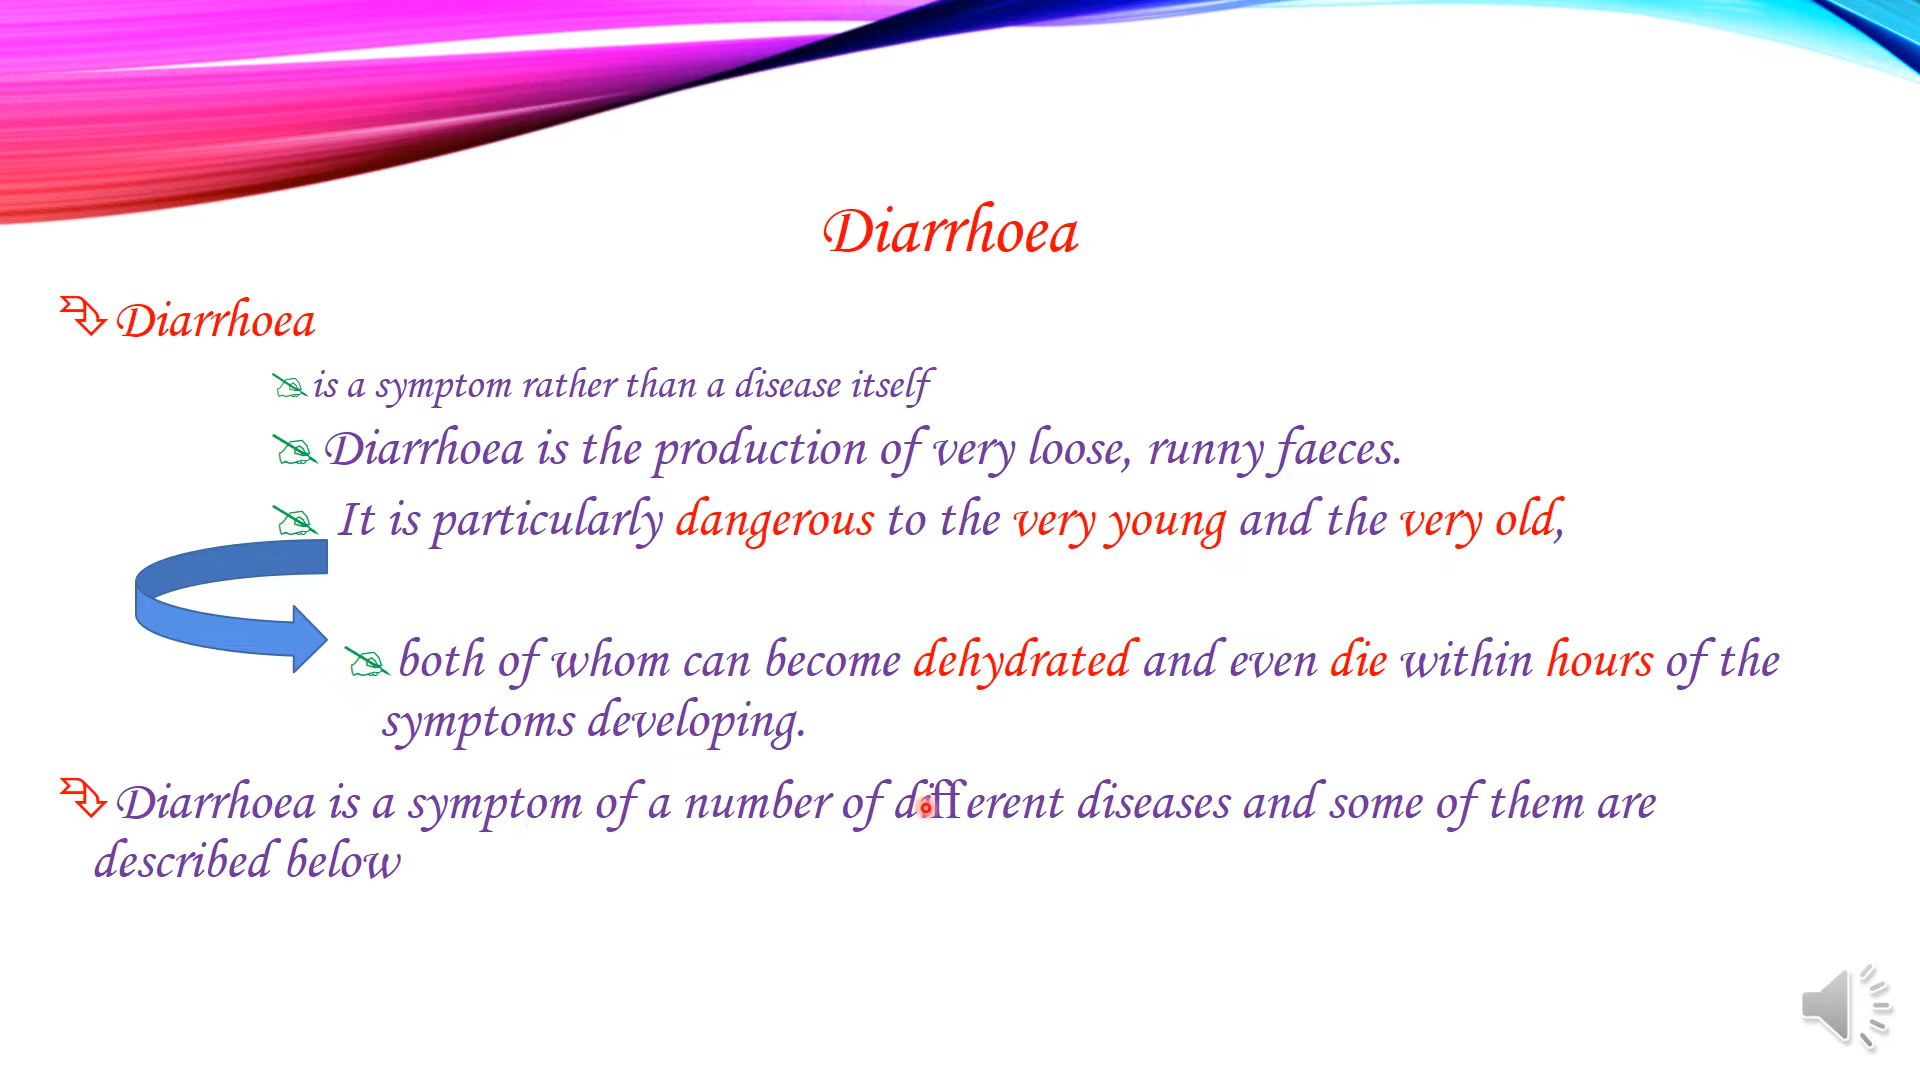 Diarrhoea
Diarrhoea
is a symptom rather than a disease itself
Diarrhoea is the production of very loose, runny faeces.
It is particularly dangerous to the very young and the very old,
both of whom can become dehydrated and even die within hours of the
symptoms developing.
Diarrhoea is a symptom of a number of different diseases and some of them are
described below